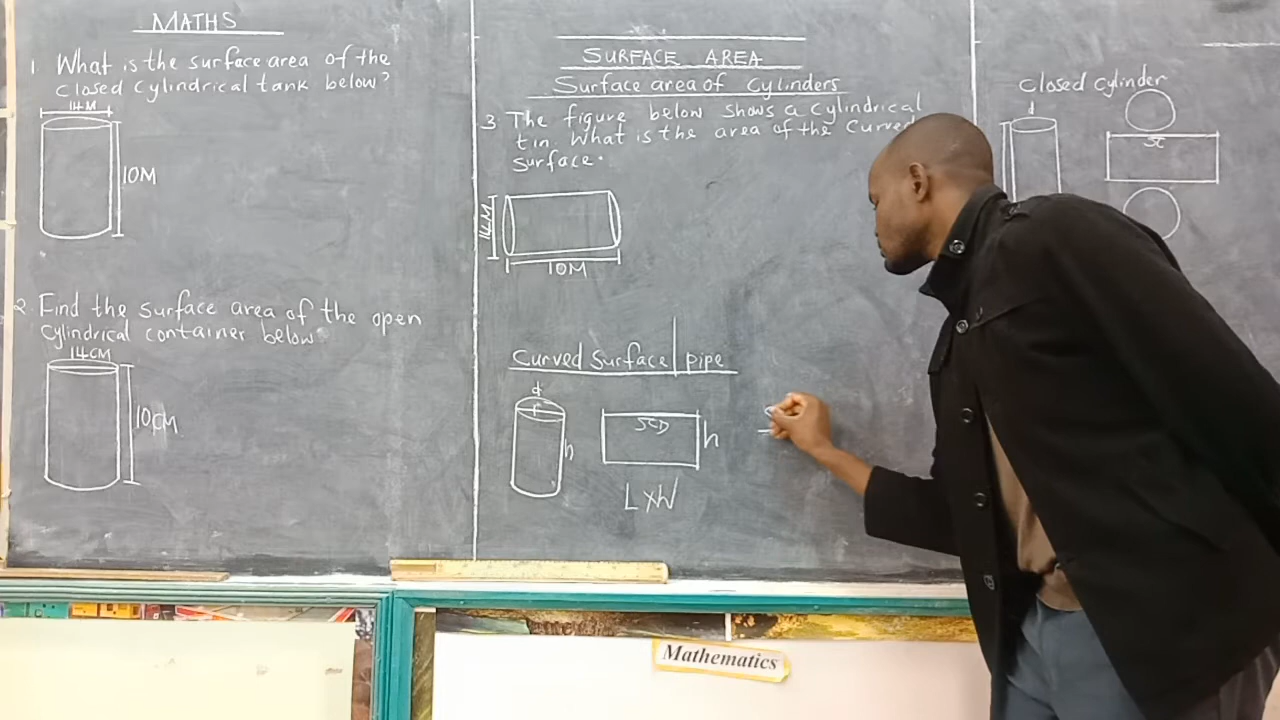 MATHS
1. What is the surface area of the
closed cylindrical tank below?
14M
10M
2. Find the surface area of the open
cylindrical container below
14CM
10CM
SURFACE AREA
Surface area of cylinders
3 The figure below shows a cylindrical
tin. What is the area of the Curved
surface.
14M
10M
Curved surface | pipe
d
r
h
πD
h
L x W
closed cylinder
d
π
Mathematics